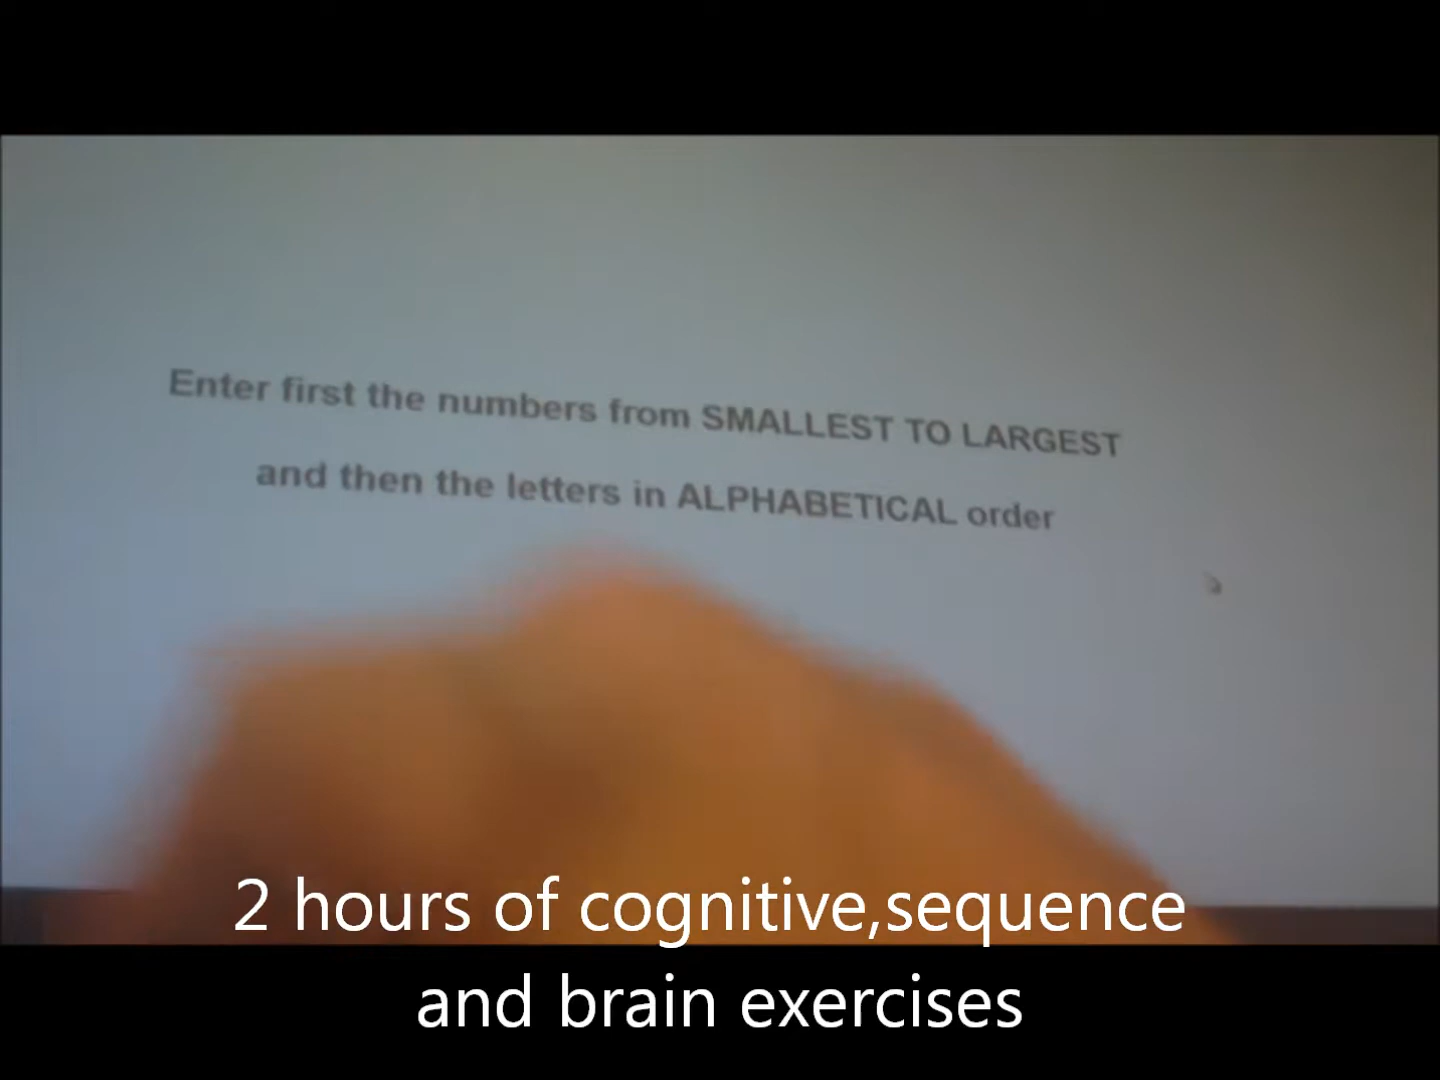 Enter first the numbers from SMALLEST TO LARGEST
and then the letters in ALPHABETICAL order
2 hours of cognitive,sequence
and brain exercises